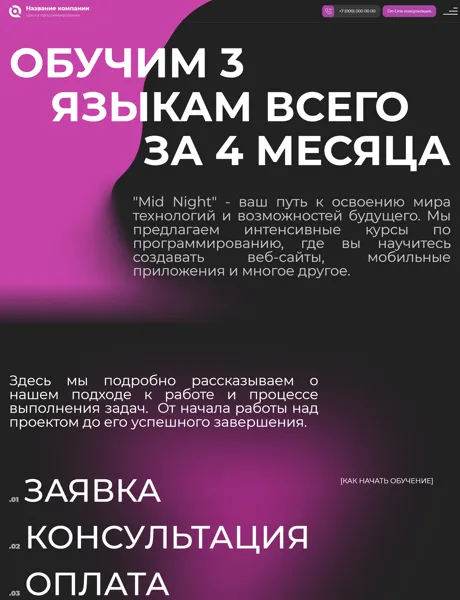 Название компании
+7 (000) 000 00 00
On-Line консультация
ОБУЧИМ 3
ЯЗЫКАМ ВСЕГО
ЗА 4 МЕСЯЦА
"Mid Night" - ваш путь к освоению мира
технологий и возможностей будущего. Мы
предлагаем интенсивные курсы по
программированию, где вы научитесь
создавать веб-сайты, мобильные
приложения и многое другое.
Здесь мы подробно рассказываем о
нашем подходе к работе и процессе
выполнения задач. От начала работы над
проектом до его успешного завершения.
[КАК НАЧАТЬ ОБУЧЕНИЕ]
.01 ЗАЯВКА
.02 КОНСУЛЬТАЦИЯ
.03 ОПЛАТА